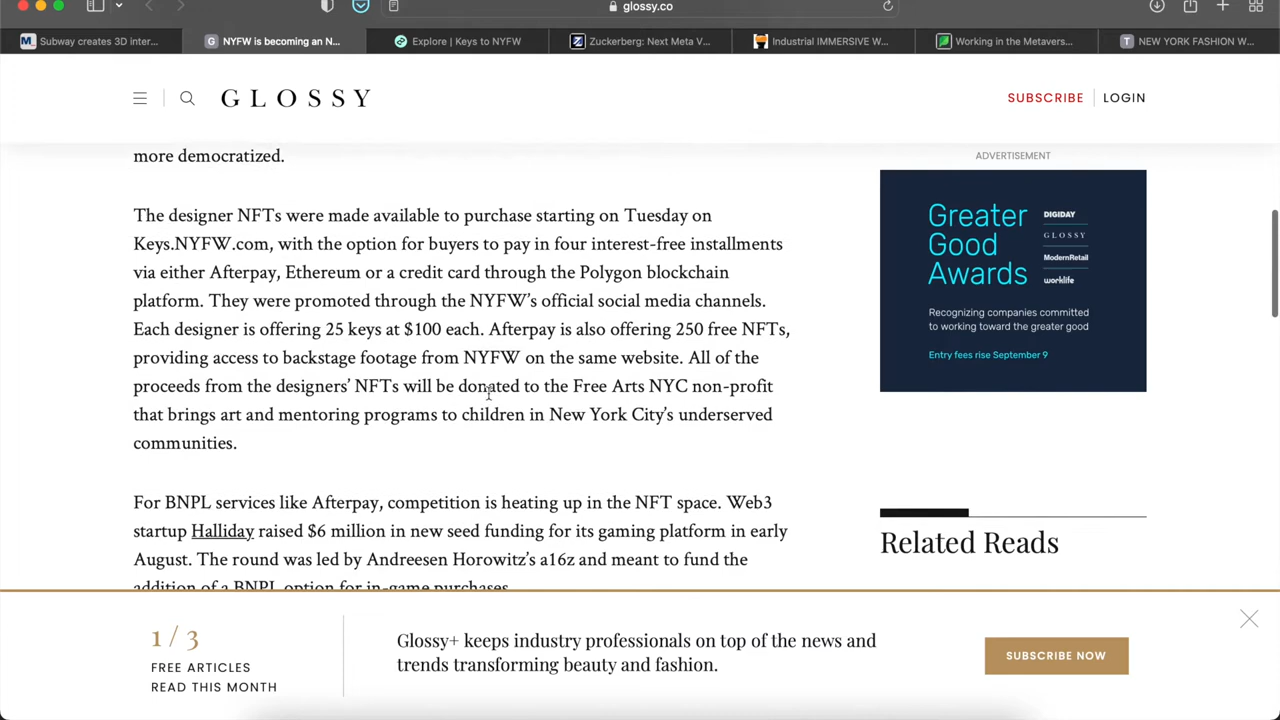 glossy.co
Subway creates 3D inter...
NYFW is becoming an N...
Explore | Keys to NYFW
Zuckerberg: Next Meta V...
Industrial IMMERSIVE W...
Working in the Metavers...
NEW YORK FASHION W...
GLOSSY
SUBSCRIBE
LOGIN
more democratized.
The designer NFTs were made available to purchase starting on Tuesday on
Keys.NYFW.com, with the option for buyers to pay in four interest-free installments
via either Afterpay, Ethereum or a credit card through the Polygon blockchain
platform. They were promoted through the NYFW’s official social media channels.
Each designer is offering 25 keys at $100 each. Afterpay is also offering 250 free NFTs,
providing access to backstage footage from NYFW on the same website. All of the
proceeds from the designers’ NFTs will be donated to the Free Arts NYC non-profit
that brings art and mentoring programs to children in New York City’s underserved
communities.
For BNPL services like Afterpay, competition is heating up in the NFT space. Web3
startup Halliday raised $6 million in new seed funding for its gaming platform in early
August. The round was led by Andreesen Horowitz’s a16z and meant to fund the
addition of a BNPL option for in-game purchases.
ADVERTISEMENT
Greater
Good
Awards
DIGIDAY
GLOSSY
ModernRetail
worklife
Recognizing companies committed
to working toward the greater good
Entry fees rise September 9
Related Reads
1 / 3
FREE ARTICLES
READ THIS MONTH
Glossy+ keeps industry professionals on top of the news and
trends transforming beauty and fashion.
SUBSCRIBE NOW